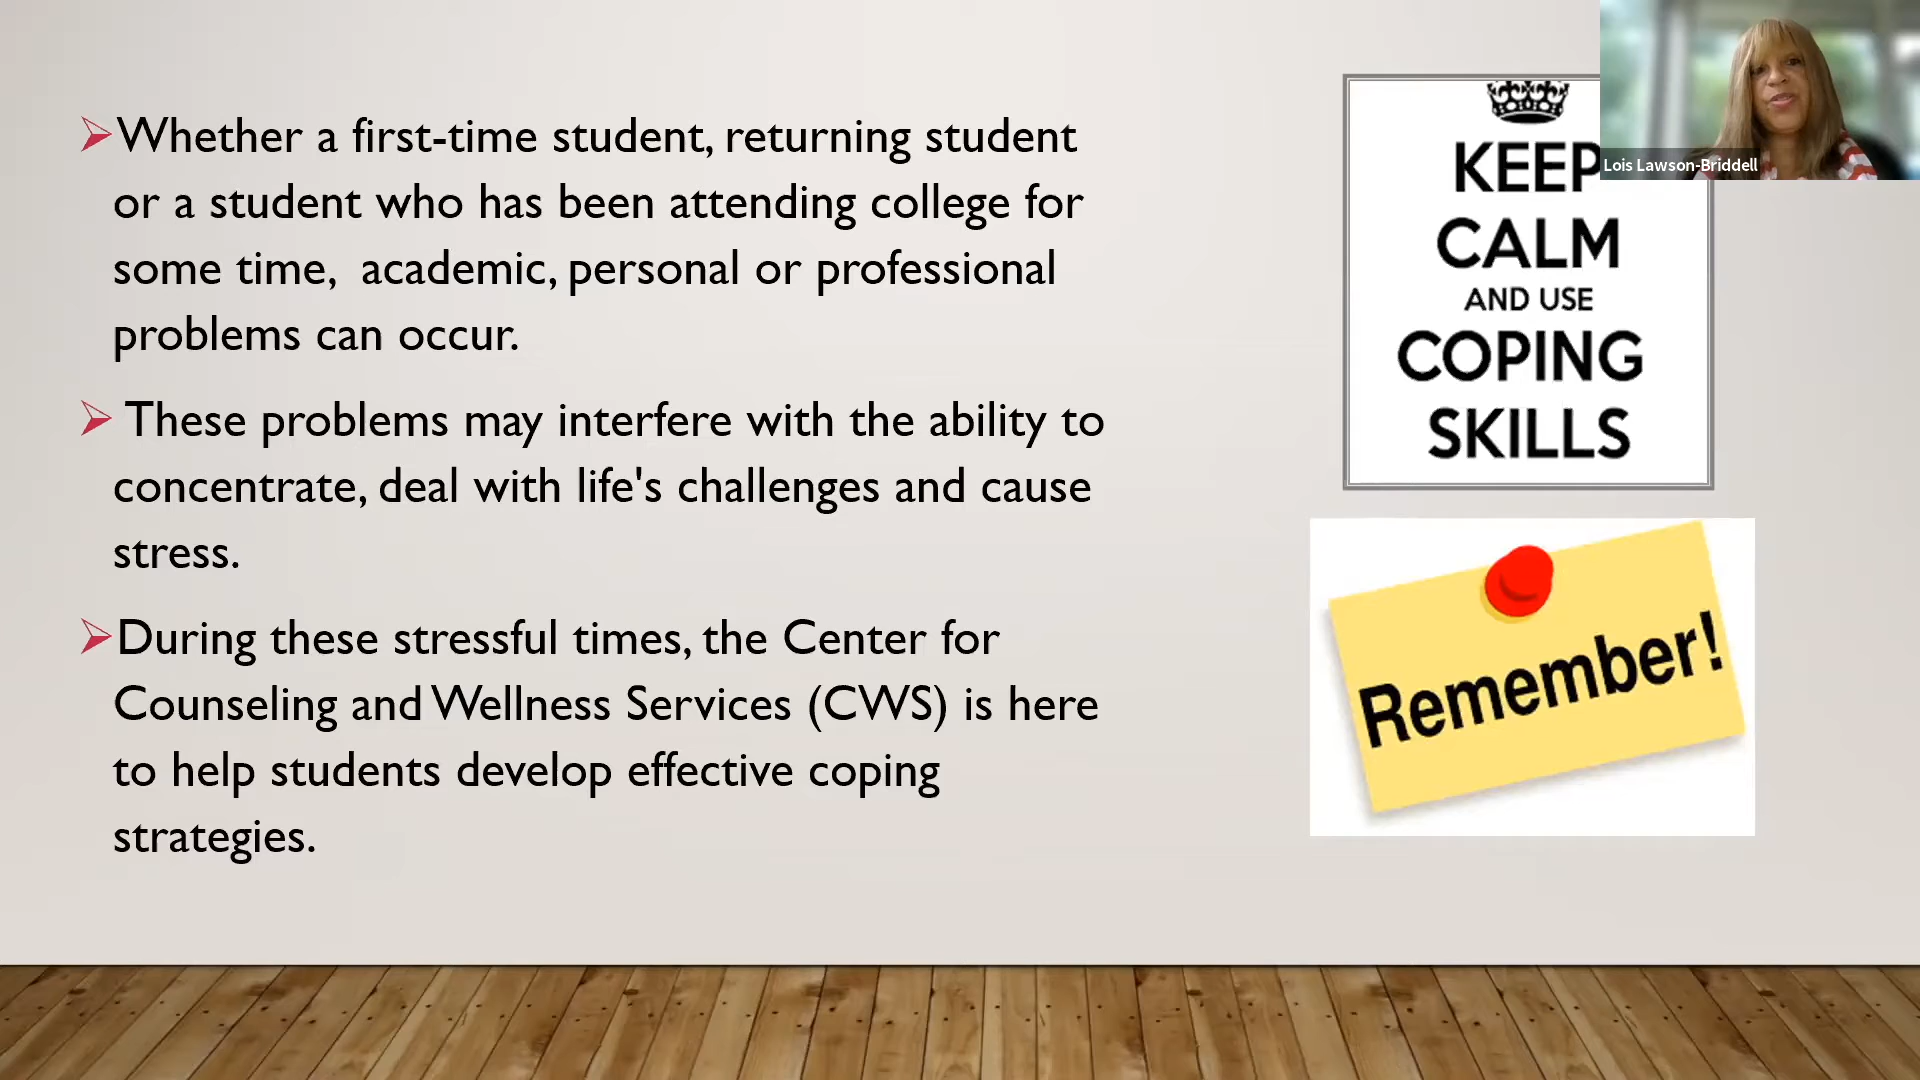 Whether a first-time student, returning student
or a student who has been attending college for
some time,  academic, personal or professional
problems can occur.
These problems may interfere with the ability to
concentrate, deal with life's challenges and cause
stress.
During these stressful times, the Center for
Counseling and Wellness Services (CWS) is here
to help students develop effective coping
strategies.
KEEP
CALM
AND USE
COPING
SKILLS
Remember!
Lois Lawson-Briddell